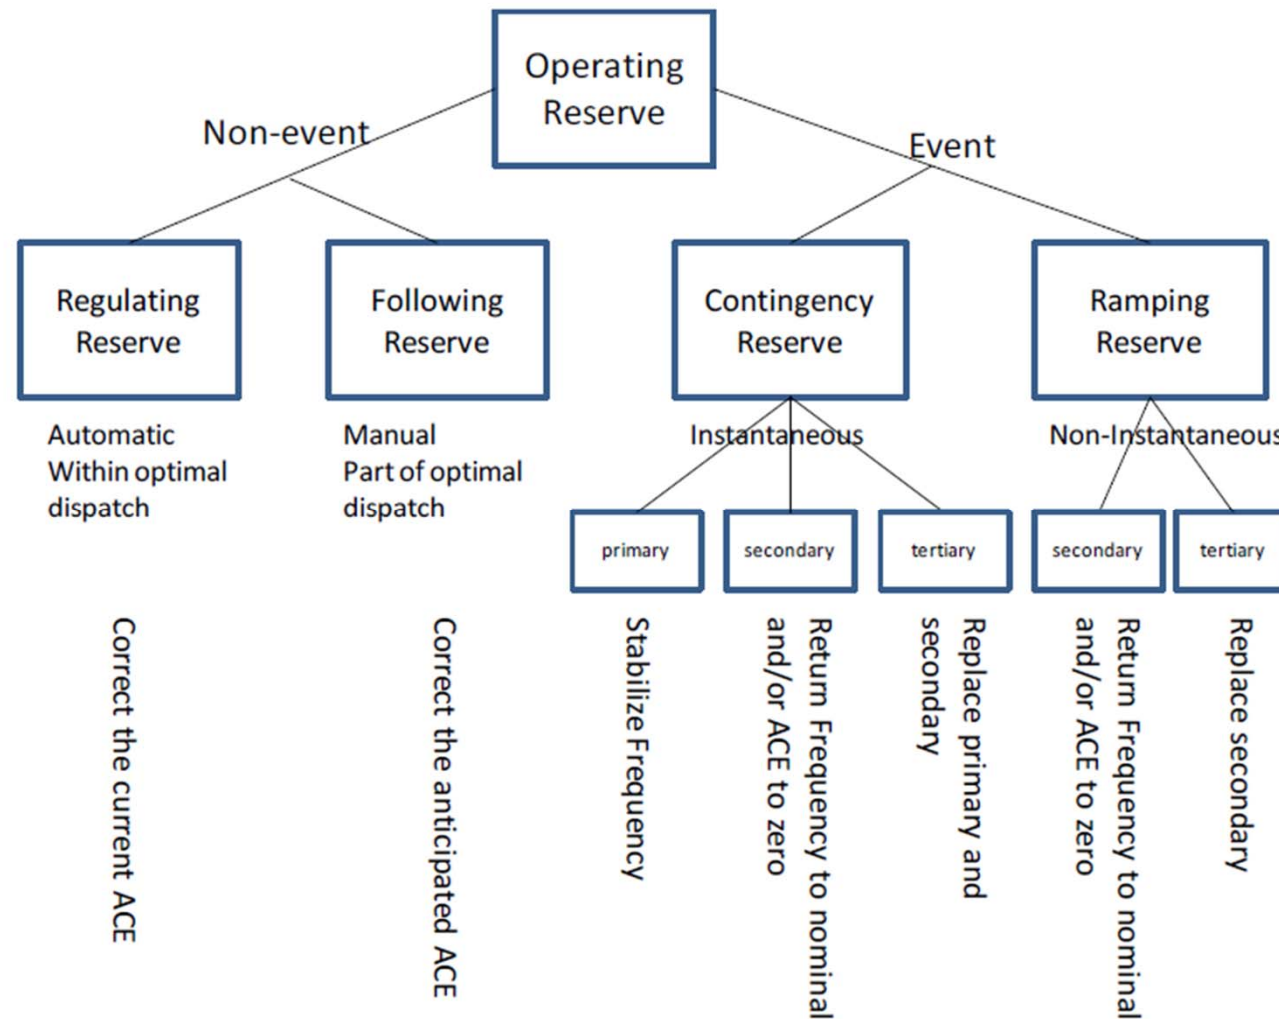 Operating
Reserve
Non-event
Event
Regulating
Reserve
Following
Reserve
Contingency
Reserve
Ramping
Reserve
Automatic
Within optimal
dispatch
Manual
Part of optimal
dispatch
Instantaneous
Non-Instantaneous
primary
secondary
tertiary
secondary
tertiary
Correct the current ACE
Correct the anticipated ACE
Stabilize Frequency
Return Frequency to nominal
and/or ACE to zero
Replace primary and
secondary
Return Frequency to nominal
and/or ACE to zero
Replace secondary